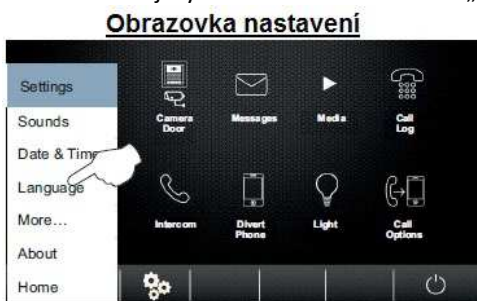 Obrazovka nastavení
Settings
Sounds
Date & Time
Language
More...
About
Home
Camera
Door
Messages
Media
Call
Log
Intercom
Divert
Phone
Light
Call
Options